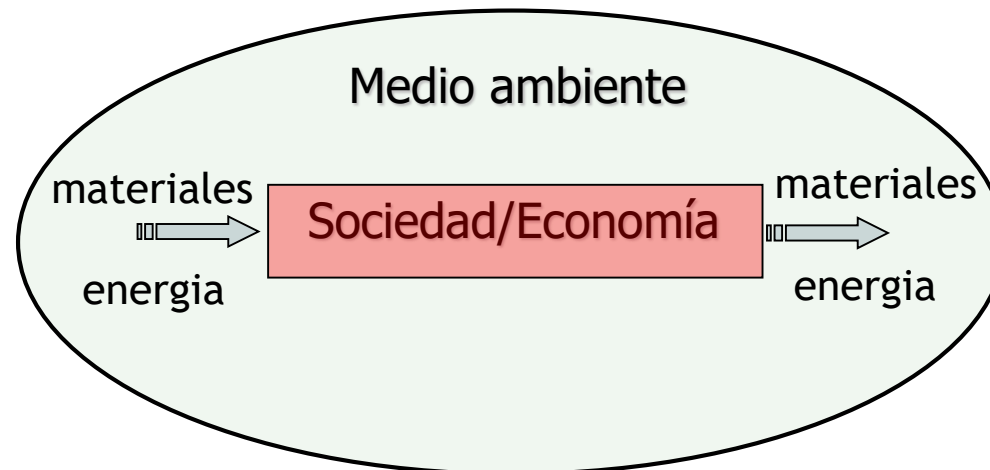 Medio ambiente
materiales
materiales
Sociedad/Economía
energia
energia